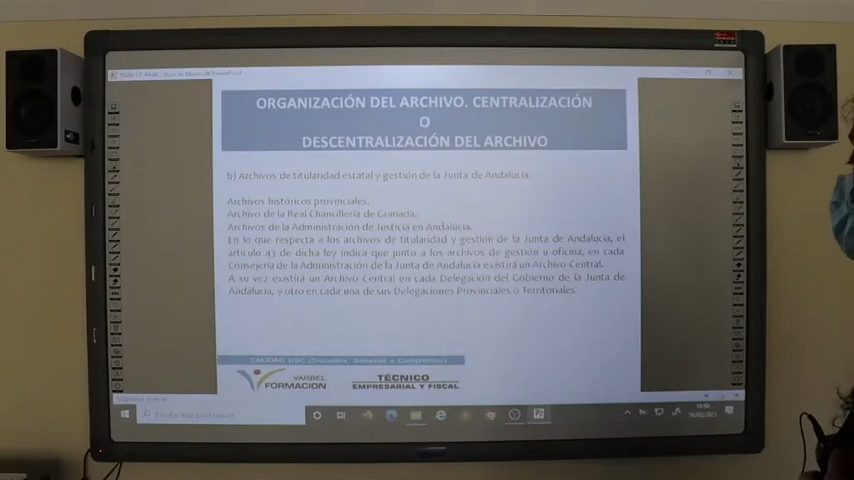 ORGANIZACIÓN DEL ARCHIVO. CENTRALIZACIÓN
O
DESCENTRALIZACIÓN DEL ARCHIVO
b) Archivos de titularidad estatal y gestión de la Junta de Andalucía:
Archivos históricos provinciales.
Archivo de la Real Chancillería de Granada.
Archivos de la Administración de Justicia en Andalucía.
En lo que respecta a los archivos de titularidad y gestión de la Junta de Andalucía, el
artículo 43 de dicha ley indica que junto a los archivos de gestión u oficina, en cada
Consejería de la Administración de la Junta de Andalucía existirá un Archivo Central.
A su vez existirá un Archivo Central en cada Delegación del Gobierno de la Junta de
Andalucía, y otro en cada una de sus Delegaciones Provinciales o Territoriales.
CALIDAD DSC (Disciplina, Seriedad y Compromiso)
VARBEL
FORMACION
TÉCNICO
EMPRESARIAL Y FISCAL